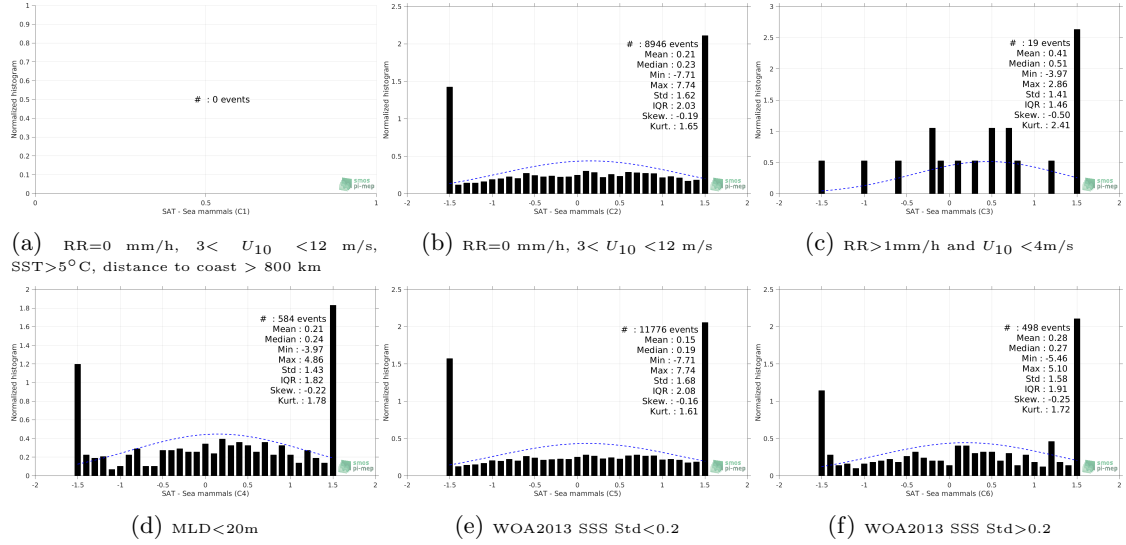 1
0.9
0.8
0.7
0.6
0.5
0.4
0.3
0.2
0.1
0
Normalized histogram
# : 0 events
0 0.5 1
SAT - Sea mammals (C1)
smos
pi-mep
(a) RR=0 mm/h, 3< U10 <12 m/s,
SST>5°C, distance to coast > 800 km
2.5
2
1.5
1
0.5
0
Normalized histogram
# : 8946 events
Mean : 0.21
Median : 0.23
Min : -7.71
Max : 7.74
Std : 1.62
IQR : 2.03
Skew. : -0.19
Kurt. : 1.65
-2 -1.5 -1 -0.5 0 0.5 1 1.5 2
SAT - Sea mammals (C2)
smos
pi-mep
(b) RR=0 mm/h, 3< U10 <12 m/s
3
2.5
2
1.5
1
0.5
0
Normalized histogram
# : 19 events
Mean : 0.41
Median : 0.51
Min : -3.97
Max : 2.86
Std : 1.41
IQR : 1.46
Skew. : -0.50
Kurt. : 2.41
-2 -1.5 -1 -0.5 0 0.5 1 1.5 2
SAT - Sea mammals (C3)
smos
pi-mep
(c) RR>1mm/h and U10 <4m/s
2
1.8
1.6
1.4
1.2
1
0.8
0.6
0.4
0.2
0
Normalized histogram
# : 584 events
Mean : 0.21
Median : 0.24
Min : -3.97
Max : 4.86
Std : 1.43
IQR : 1.82
Skew. : -0.22
Kurt. : 1.78
-2 -1.5 -1 -0.5 0 0.5 1 1.5 2
SAT - Sea mammals (C4)
smos
pi-mep
(d) MLD<20m
2.5
2
1.5
1
0.5
0
Normalized histogram
# : 11776 events
Mean : 0.15
Median : 0.19
Min : -7.71
Max : 7.74
Std : 1.68
IQR : 2.08
Skew. : -0.16
Kurt. : 1.61
-2 -1.5 -1 -0.5 0 0.5 1 1.5 2
SAT - Sea mammals (C5)
smos
pi-mep
(e) WOA2013 SSS Std<0.2
2.5
2
1.5
1
0.5
0
Normalized histogram
# : 498 events
Mean : 0.28
Median : 0.27
Min : -5.46
Max : 5.10
Std : 1.58
IQR : 1.91
Skew. : -0.25
Kurt. : 1.72
-2 -1.5 -1 -0.5 0 0.5 1 1.5 2
SAT - Sea mammals (C6)
smos
pi-mep
(f) WOA2013 SSS Std>0.2